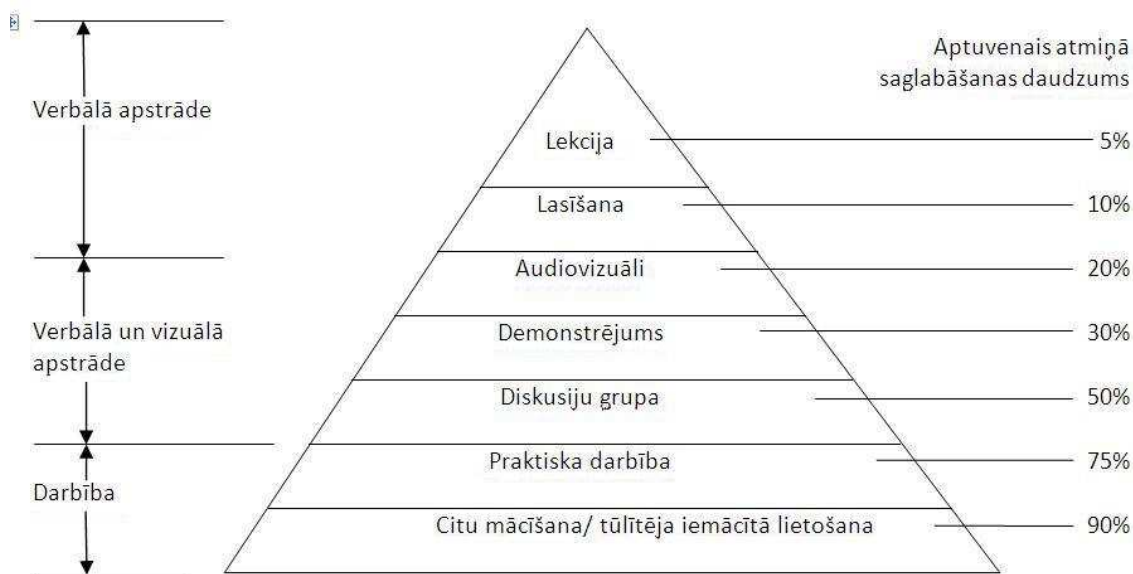 Aptuvenais atmiņā
saglabāšanas daudzums
Verbālā apstrāde
Lekcija
5%
Lasīšana
10%
Audiovizuāli
20%
Verbālā un vizuālā
apstrāde
Demonstrējums
30%
Diskusiju grupa
50%
Darbība
Praktiska darbība
75%
Citu mācīšana/ tūlītēja iemācītā lietošana
90%